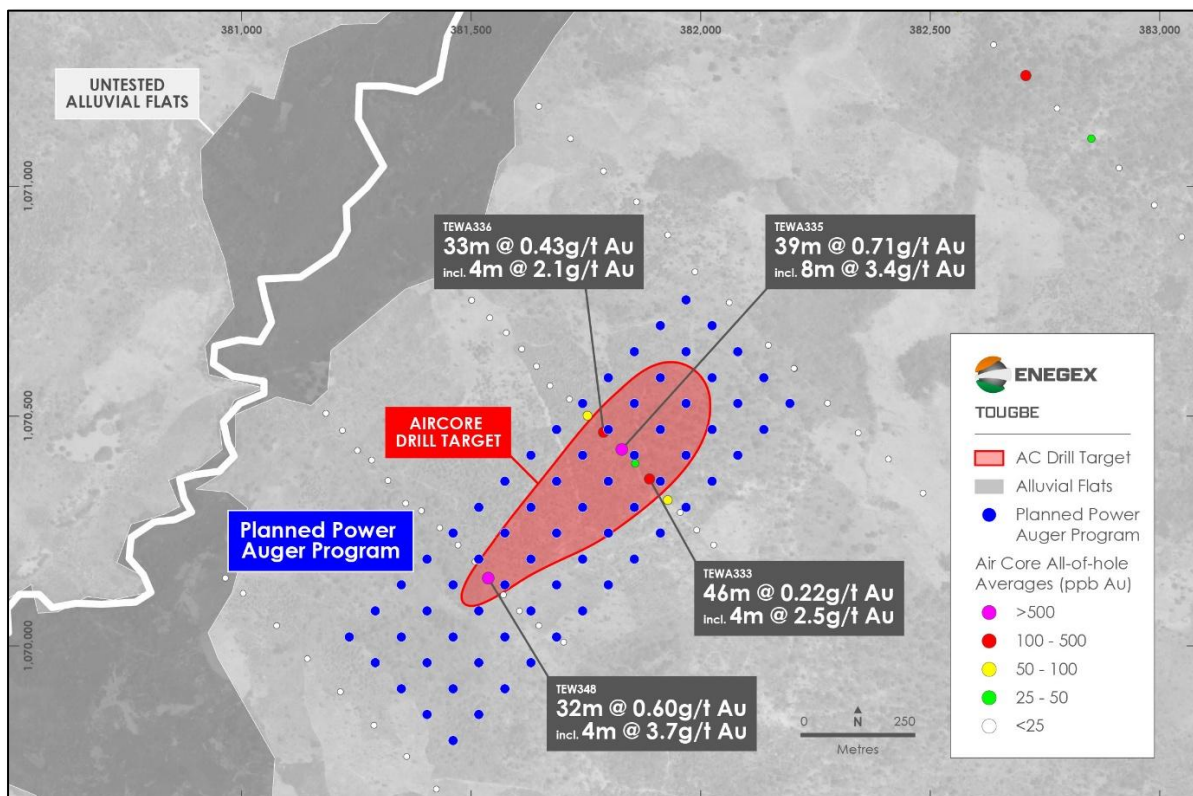 381,000
381,500
382,000
382,500
383,000
UNTESTED
ALLUVIAL FLATS
1,071,000
TEWA336
33m @ 0.43g/t Au
incl. 4m @ 2.1g/t Au
TEWA335
39m @ 0.71g/t Au
incl. 8m @ 3.4g/t Au
1,070,500
AIRCORE
DRILL TARGET
Planned Power
Auger Program
TEWA333
46m @ 0.22g/t Au
incl. 4m @ 2.5g/t Au
1,070,000
TEW348
32m @ 0.60g/t Au
incl. 4m @ 3.7g/t Au
0
N
250
Metres
ENEGEX
TOUGBE
AC Drill Target
Alluvial Flats
Planned Power
Auger Program
Air Core All-of-hole
Averages (ppb Au)
>500
100 - 500
50 - 100
25 - 50
<25